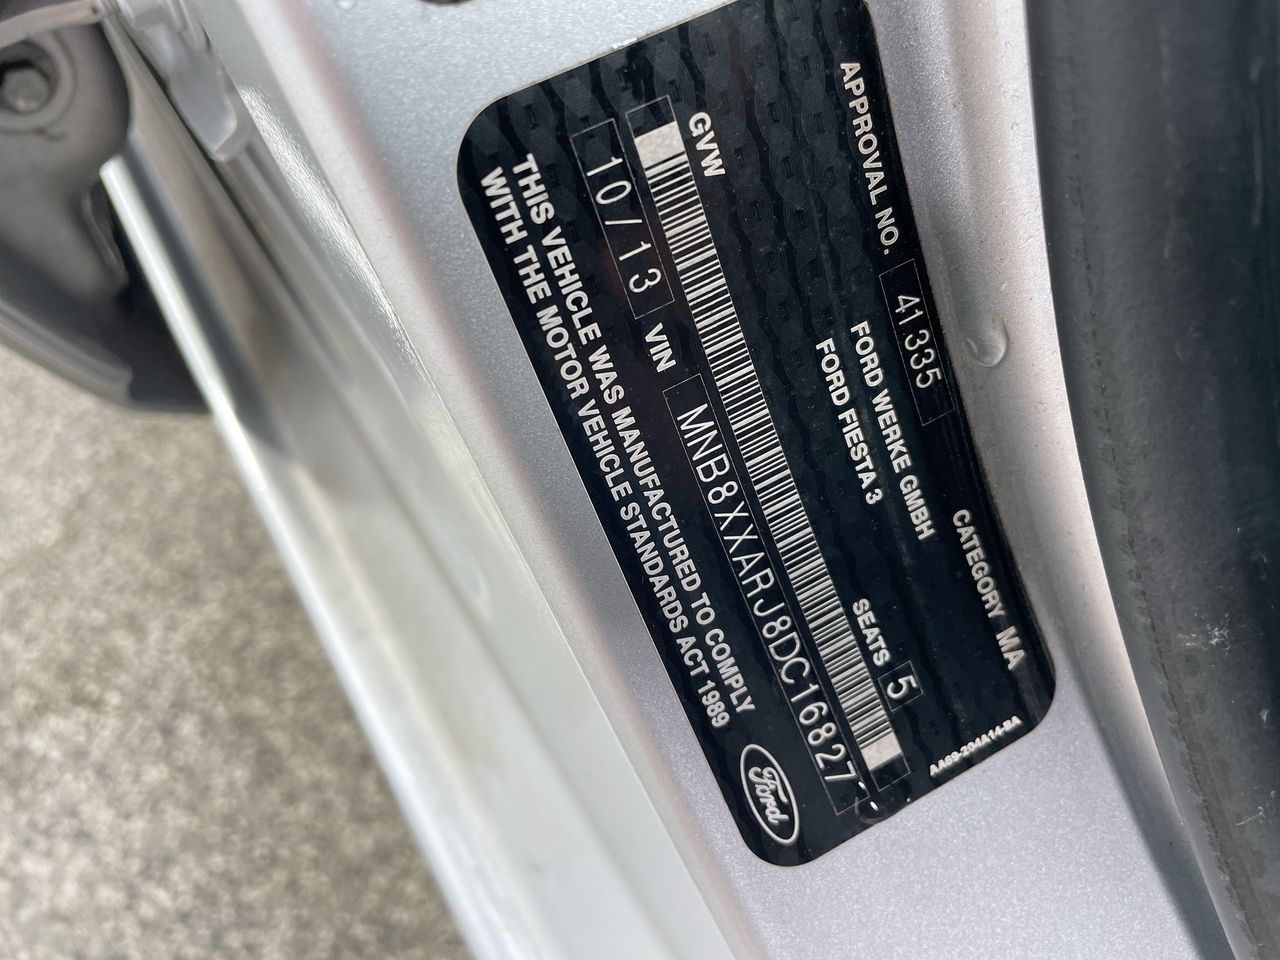 APPROVAL NO. 41335 CATEGORY MA
FORD WERKE GMBH
FORD FIESTA 3 SEATS 5
GVW
10/13 VIN MNB8XXARJ8DC16827
THIS VEHICLE WAS MANUFACTURED TO COMPLY
WITH THE MOTOR VEHICLE STANDARDS ACT 1989
Ford